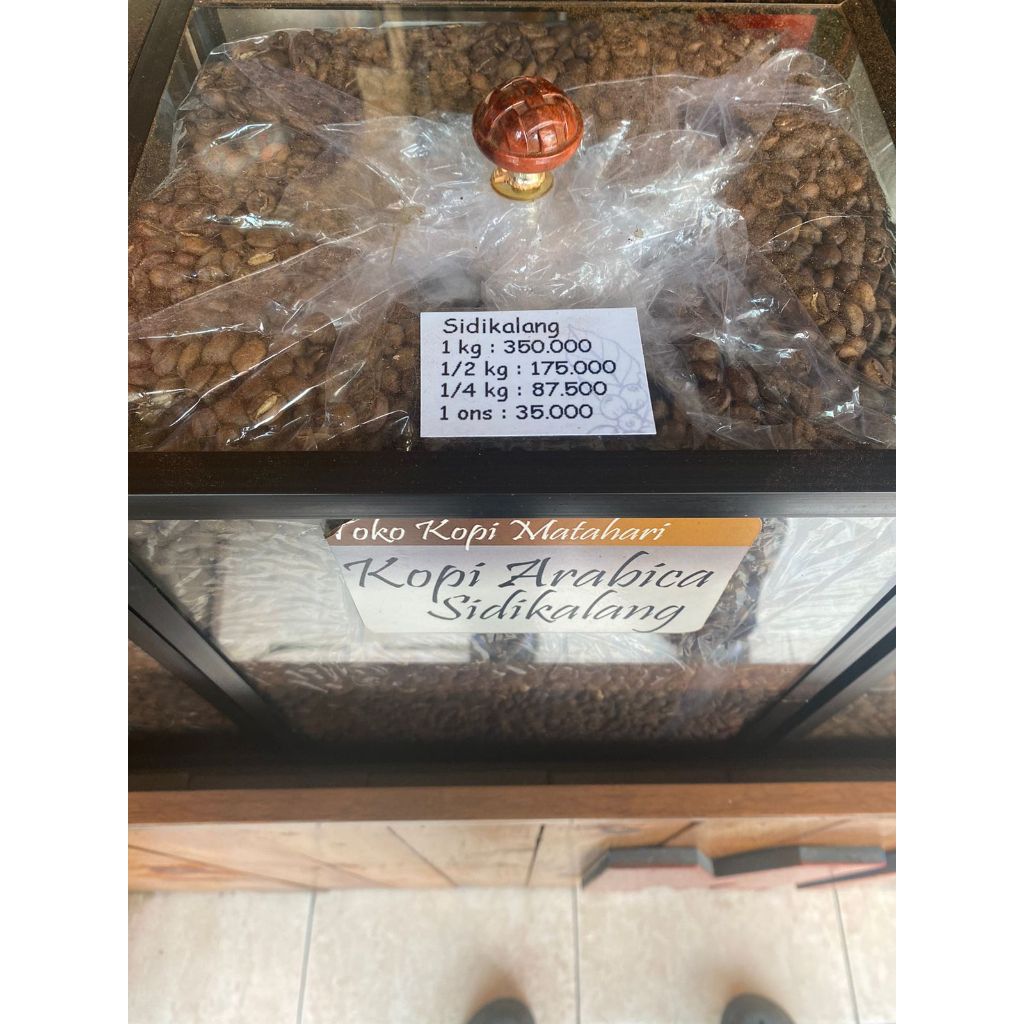 Sidikalang
1 kg : 350.000
1/2 kg : 175.000
1/4 kg : 87.500
1 ons : 35.000
Toko Kopi Matahari
Kopi Arabica
Sidikalang